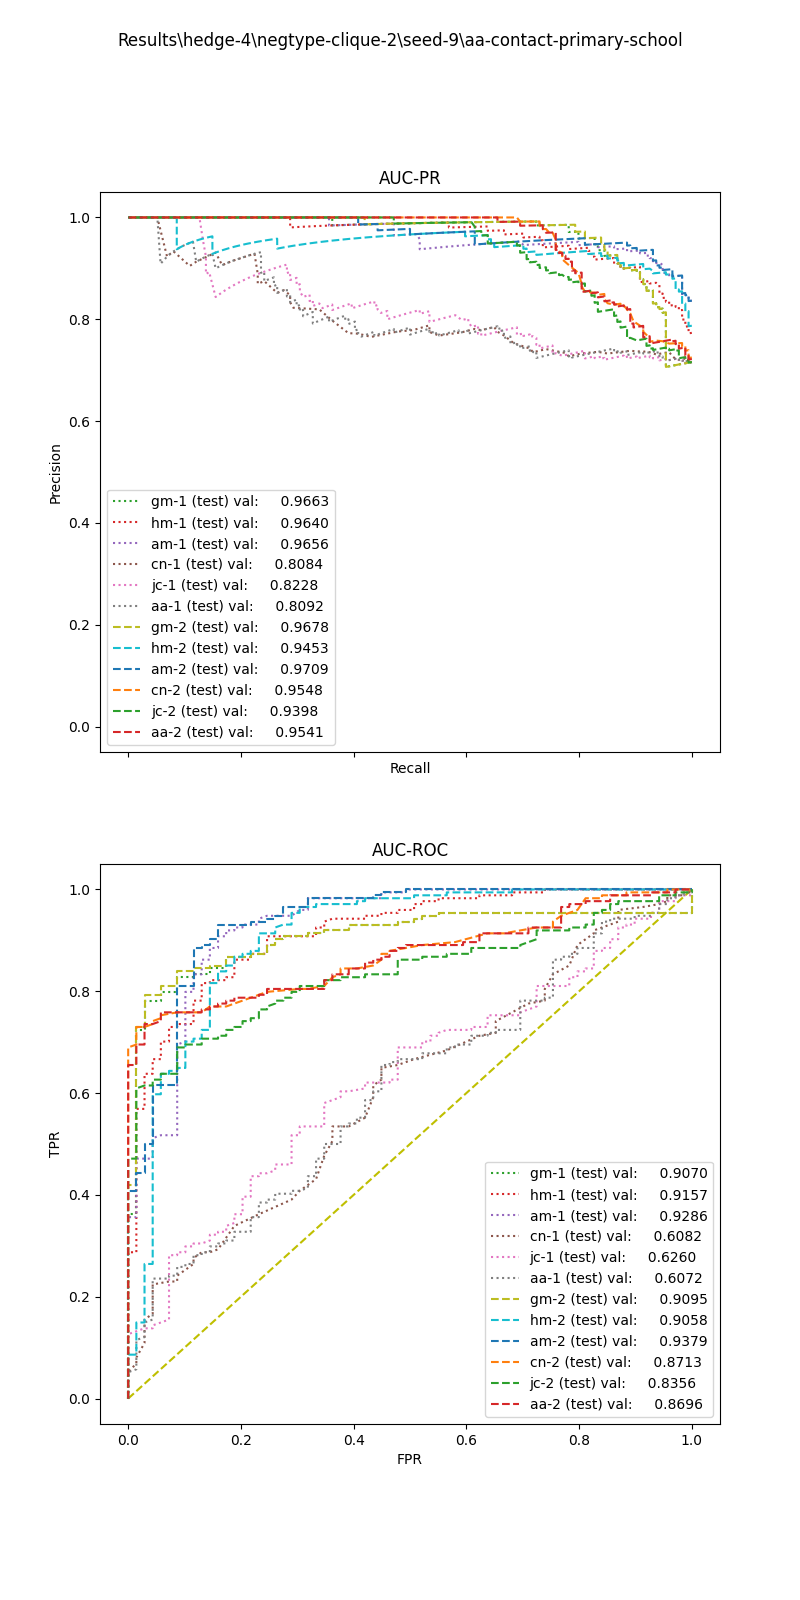 Results\hedge-4\negtype-clique-2\seed-9\aa-contact-primary-school
AUC-PR
1.0
0.8
0.6
0.4
0.2
0.0
Precision
gm-1 (test) val: 0.9663
hm-1 (test) val: 0.9640
am-1 (test) val: 0.9656
cn-1 (test) val: 0.8084
jc-1 (test) val: 0.8228
aa-1 (test) val: 0.8092
gm-2 (test) val: 0.9678
hm-2 (test) val: 0.9453
am-2 (test) val: 0.9709
cn-2 (test) val: 0.9548
jc-2 (test) val: 0.9398
aa-2 (test) val: 0.9541
Recall
AUC-ROC
1.0
0.8
0.6
0.4
0.2
0.0
TPR
gm-1 (test) val: 0.9070
hm-1 (test) val: 0.9157
am-1 (test) val: 0.9286
cn-1 (test) val: 0.6082
jc-1 (test) val: 0.6260
aa-1 (test) val: 0.6072
gm-2 (test) val: 0.9095
hm-2 (test) val: 0.9058
am-2 (test) val: 0.9379
cn-2 (test) val: 0.8713
jc-2 (test) val: 0.8356
aa-2 (test) val: 0.8696
0.0 0.2 0.4 0.6 0.8 1.0
FPR